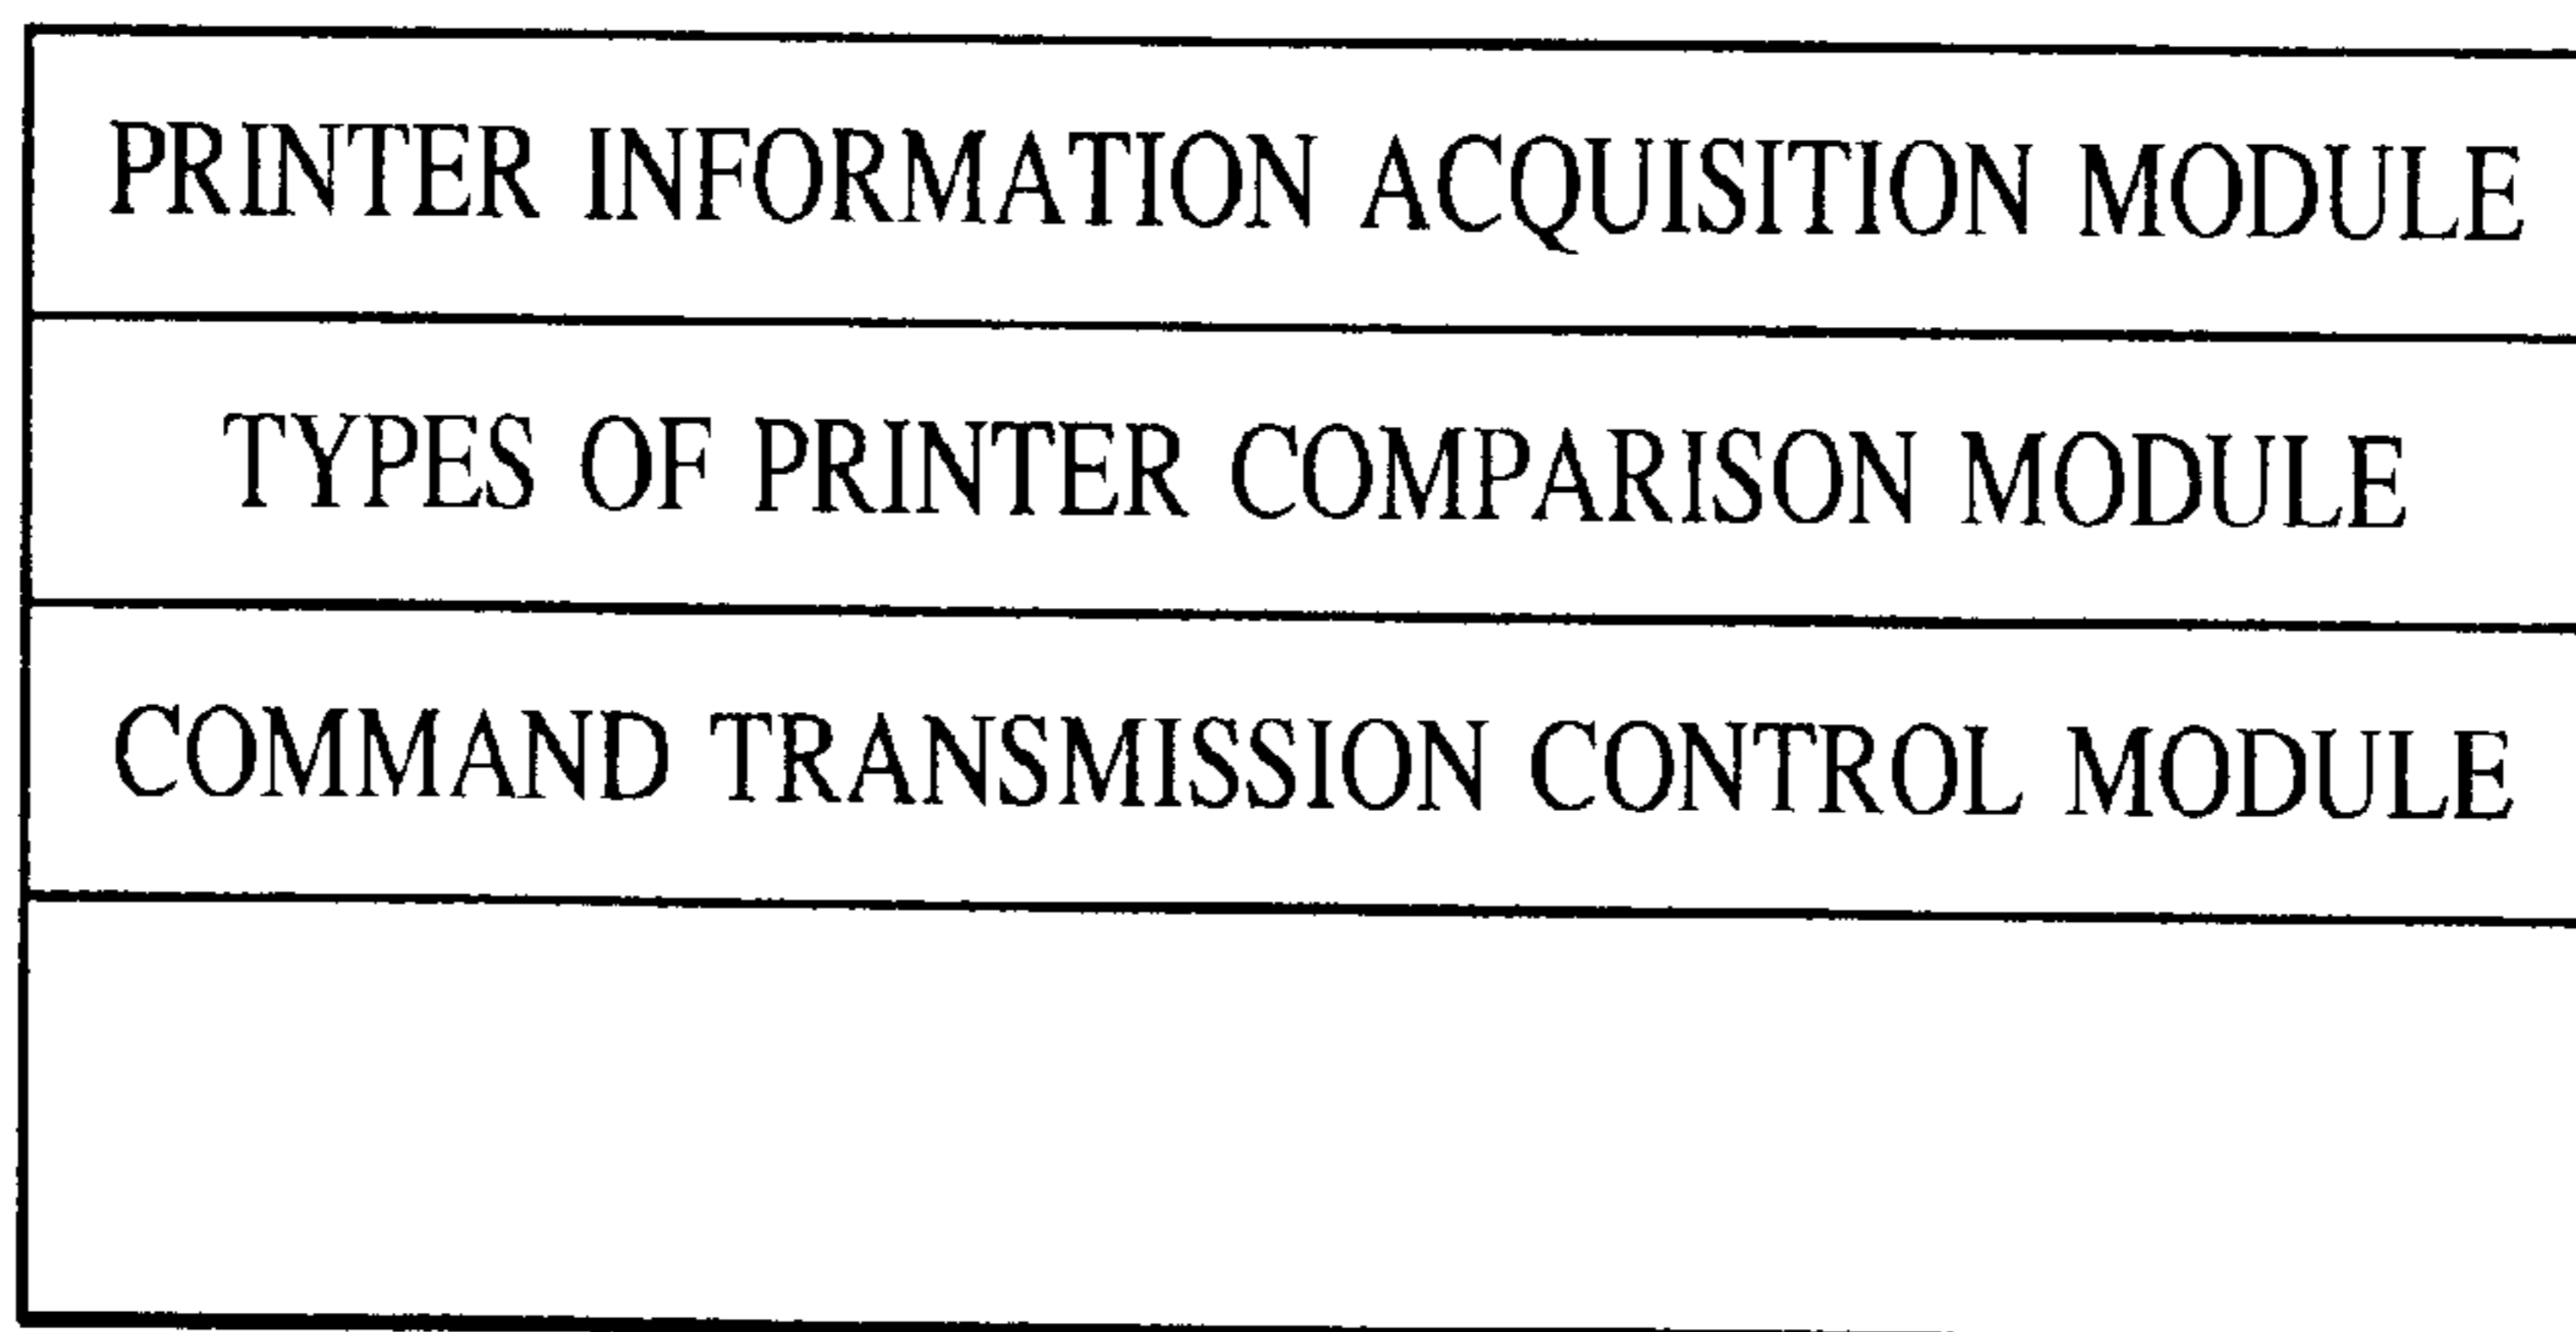 PRINTER INFORMATION ACQUISITION MODULE
TYPES OF PRINTER COMPARISON MODULE
COMMAND TRANSMISSION CONTROL MODULE